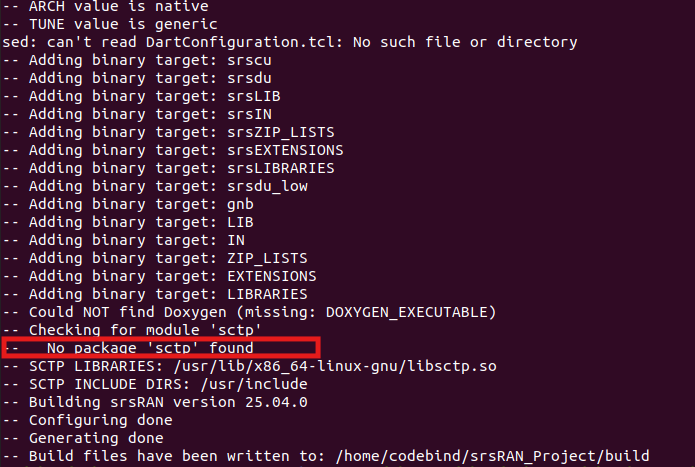 -- ARCH value is native
-- TUNE value is generic
sed: can't read DartConfiguration.tcl: No such file or directory
-- Adding binary target: srscu
-- Adding binary target: srsdu
-- Adding binary target: srsLIB
-- Adding binary target: srsIN
-- Adding binary target: srsZIP_LISTS
-- Adding binary target: srsEXTENSIONS
-- Adding binary target: srsLIBRARIES
-- Adding binary target: srsdu_low
-- Adding binary target: gnb
-- Adding binary target: LIB
-- Adding binary target: IN
-- Adding binary target: ZIP_LISTS
-- Adding binary target: EXTENSIONS
-- Adding binary target: LIBRARIES
-- Could NOT find Doxygen (missing: DOXYGEN_EXECUTABLE)
-- Checking for module 'sctp'
--   No package 'sctp' found
-- SCTP LIBRARIES: /usr/lib/x86_64-linux-gnu/libsctp.so
-- SCTP INCLUDE DIRS: /usr/include
-- Building srsRAN version 25.04.0
-- Configuring done
-- Generating done
-- Build files have been written to: /home/codebind/srsRAN_Project/build